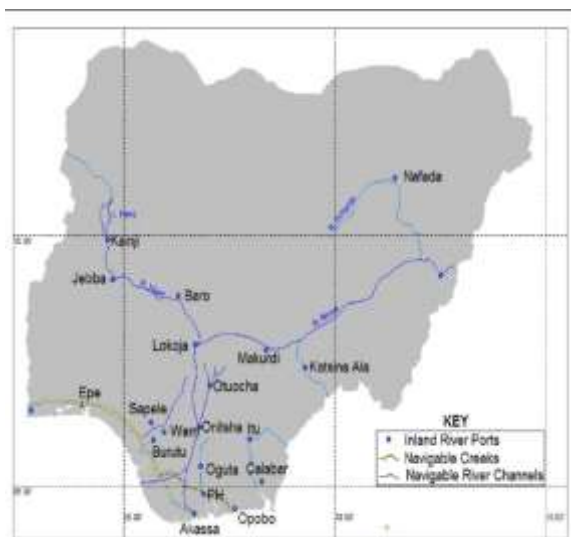 Nafada
Kainji
Jebba
Baro
Lokoja
Makurdi
Katsina Ala
Otuocha
Epe
Sapele
Onitsha
Itu
Warri
Burutu
Oguta
Calabar
PH
Opobo
Akassa
KEY
Inland River Ports
Navigable Creeks
Navigable River Channels